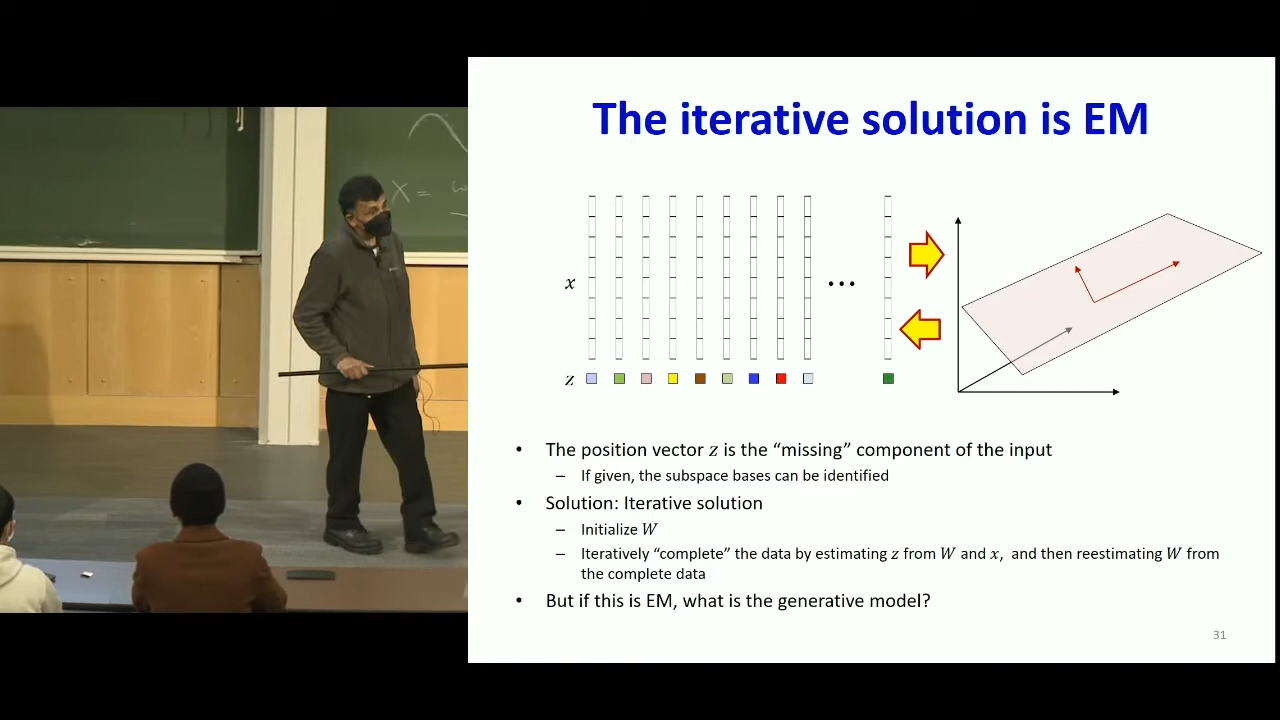 X =
The iterative solution is EM
x
...
z
• The position vector z is the “missing” component of the input
– If given, the subspace bases can be identified
• Solution: Iterative solution
– Initialize W
– Iteratively “complete” the data by estimating z from W and x, and then reestimating W from
the complete data
• But if this is EM, what is the generative model?
31